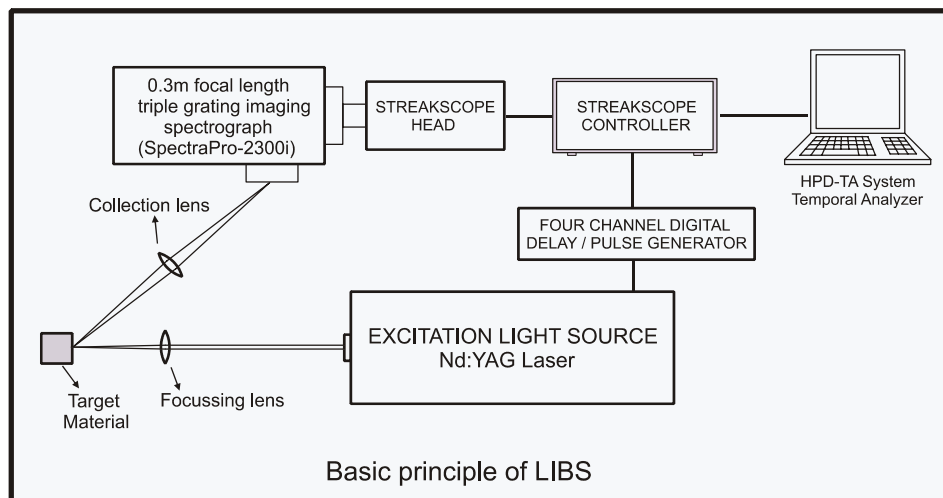 0.3m focal length
triple grating imaging
spectrograph
(SpectraPro-2300i)
STREAKSCOPE
HEAD
STREAKSCOPE
CONTROLLER
HPD-TA System
Temporal Analyzer
Collection lens
FOUR CHANNEL DIGITAL
DELAY / PULSE GENERATOR
EXCITATION LIGHT SOURCE
Nd:YAG Laser
Target
Material
Focussing lens
Basic principle of LIBS